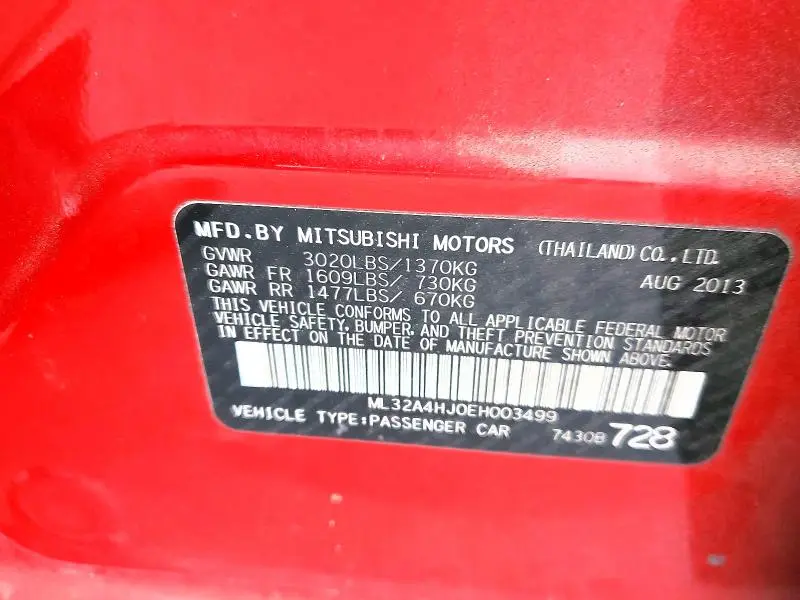 MFD.BY MITSUBISHI MOTORS (THAILAND) CO., LTD.
GVWR 3020LBS/1370KG AUG 2013
GAWR FR 1609LBS/ 730KG
GAWR RR 1477LBS/ 670KG
THIS VEHICLE CONFORMS TO ALL APPLICABLE FEDERAL MOTOR
VEHICLE SAFETY, BUMPER, AND THEFT PREVENTION STANDARDS
IN EFFECT ON THE DATE OF MANUFACTURE SHOWN ABOVE.
ML32A4HJ0EH003499
VEHICLE TYPE:PASSENGER CAR 7430B 728